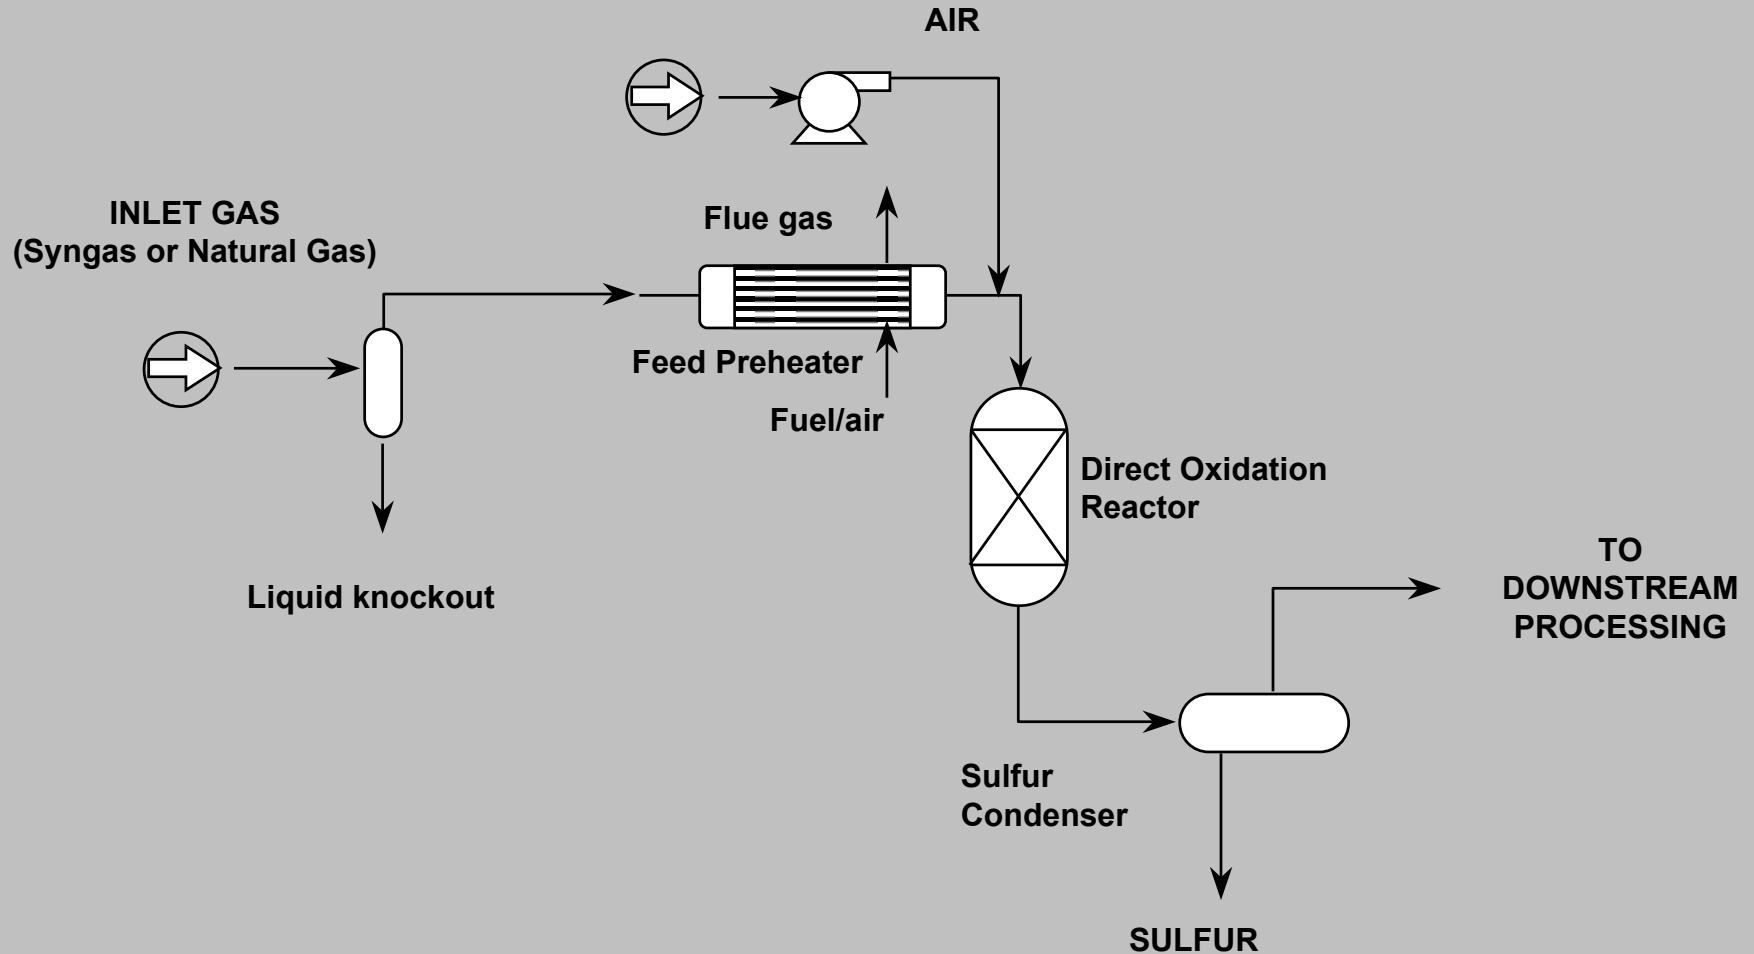 AIR
INLET GAS
(Syngas or Natural Gas)
Flue gas
Feed Preheater
Fuel/air
Direct Oxidation
Reactor
Liquid knockout
TO
DOWNSTREAM
PROCESSING
Sulfur
Condenser
SULFUR